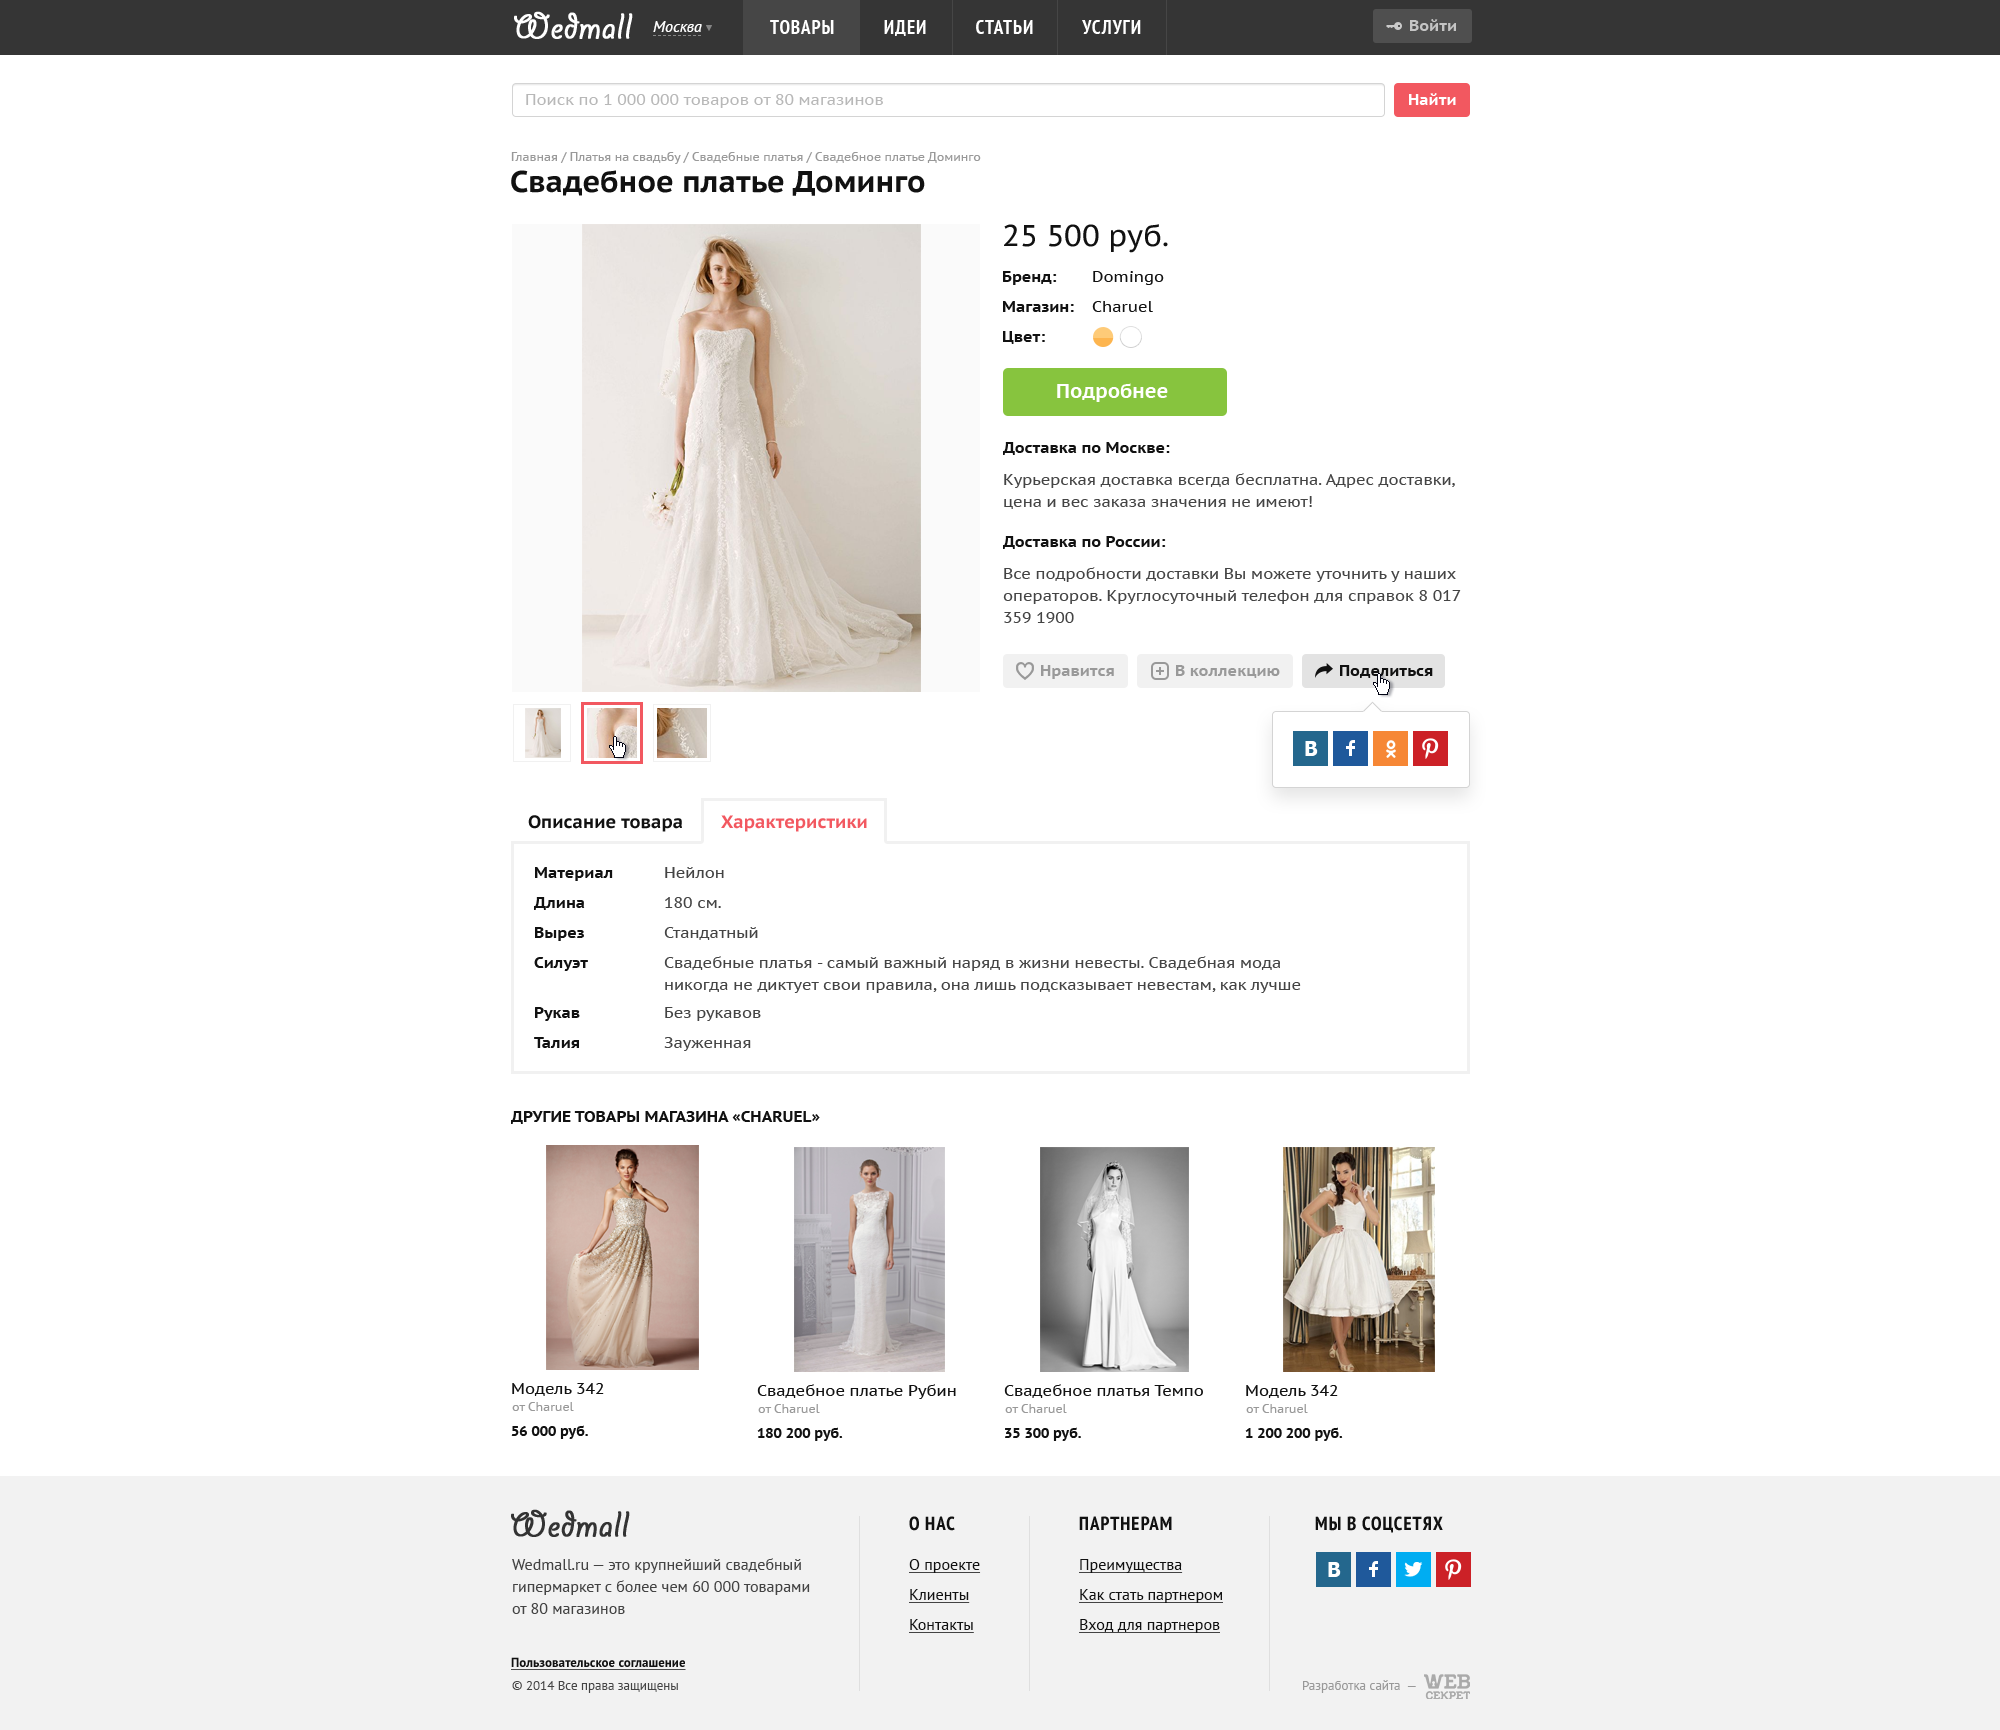 Wedmall
Москва ▾
ТОВАРЫ
ИДЕИ
СТАТЬИ
УСЛУГИ
Войти
Поиск по 1 000 000 товаров от 80 магазинов
Найти
Главная / Платья на свадьбу / Свадебные платья / Свадебное платье Доминго
Свадебное платье Доминго
25 500 руб.
Бренд: Domingo
Магазин: Charuel
Цвет:
Подробнее
Доставка по Москве:
Курьерская доставка всегда бесплатна. Адрес доставки,
цена и вес заказа значения не имеют!
Доставка по России:
Все подробности доставки Вы можете уточнить у наших
операторов. Круглосуточный телефон для справок 8 017
359 1900
Нравится
В коллекцию
Поделиться
Описание товара
Характеристики
Материал Нейлон
Длина 180 см.
Вырез Стандатный
Силуэт Свадебные платья - самый важный наряд в жизни невесты. Свадебная мода
никогда не диктует свои правила, она лишь подсказывает невестам, как лучше
Рукав Без рукавов
Талия Зауженная
ДРУГИЕ ТОВАРЫ МАГАЗИНА «CHARUEL»
Модель 342
от Charuel
56 000 руб.
Свадебное платье Рубин
от Charuel
180 200 руб.
Свадебное платья Темпо
от Charuel
35 300 руб.
Модель 342
от Charuel
1 200 200 руб.
Wedmall
Wedmall.ru — это крупнейший свадебный
гипермаркет с более чем 60 000 товарами
от 80 магазинов
Пользовательское соглашение
© 2014 Все права защищены
О НАС
О проекте
Клиенты
Контакты
ПАРТНЕРАМ
Преимущества
Как стать партнером
Вход для партнеров
МЫ В СОЦСЕТЯХ
Разработка сайта —
WEB
СЕКРЕТ